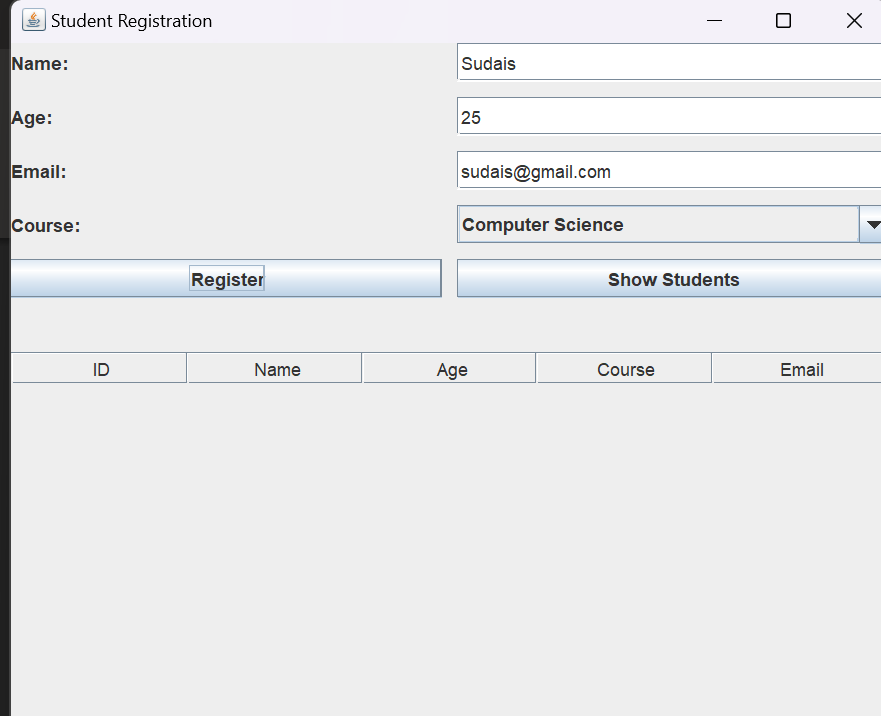 Student Registration
Name: Sudais
Age: 25
Email: sudais@gmail.com
Course: Computer Science
Register Show Students
ID Name Age Course Email